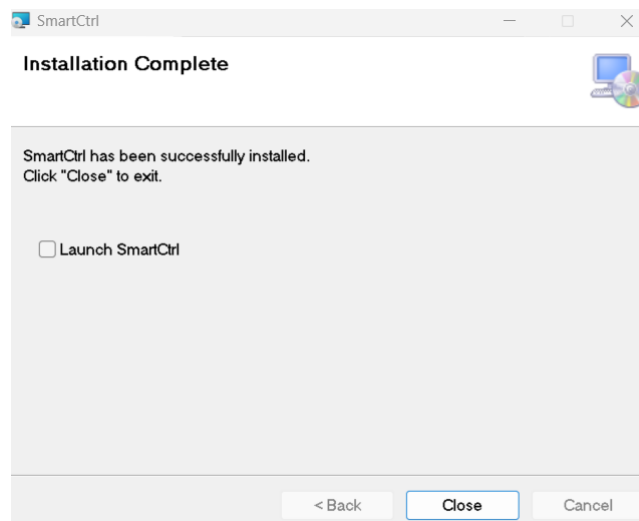 SmartCtrl
Installation Complete
SmartCtrl has been successfully installed.
Click "Close" to exit.
Launch SmartCtrl
< Back
Close
Cancel